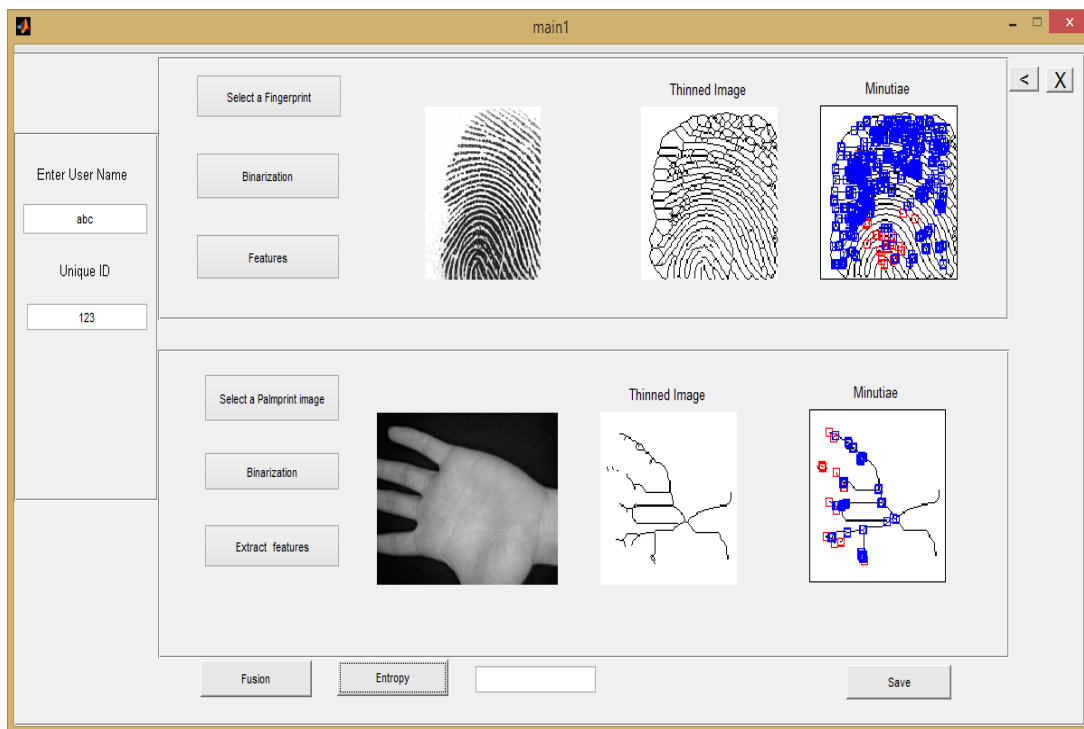 main1
Enter User Name
abc
Unique ID
123
Select a Fingerprint
Binarization
Features
Thinned Image
Minutiae
< X
Select a Palmprint image
Binarization
Extract features
Thinned Image
Minutiae
Fusion
Entropy
Save